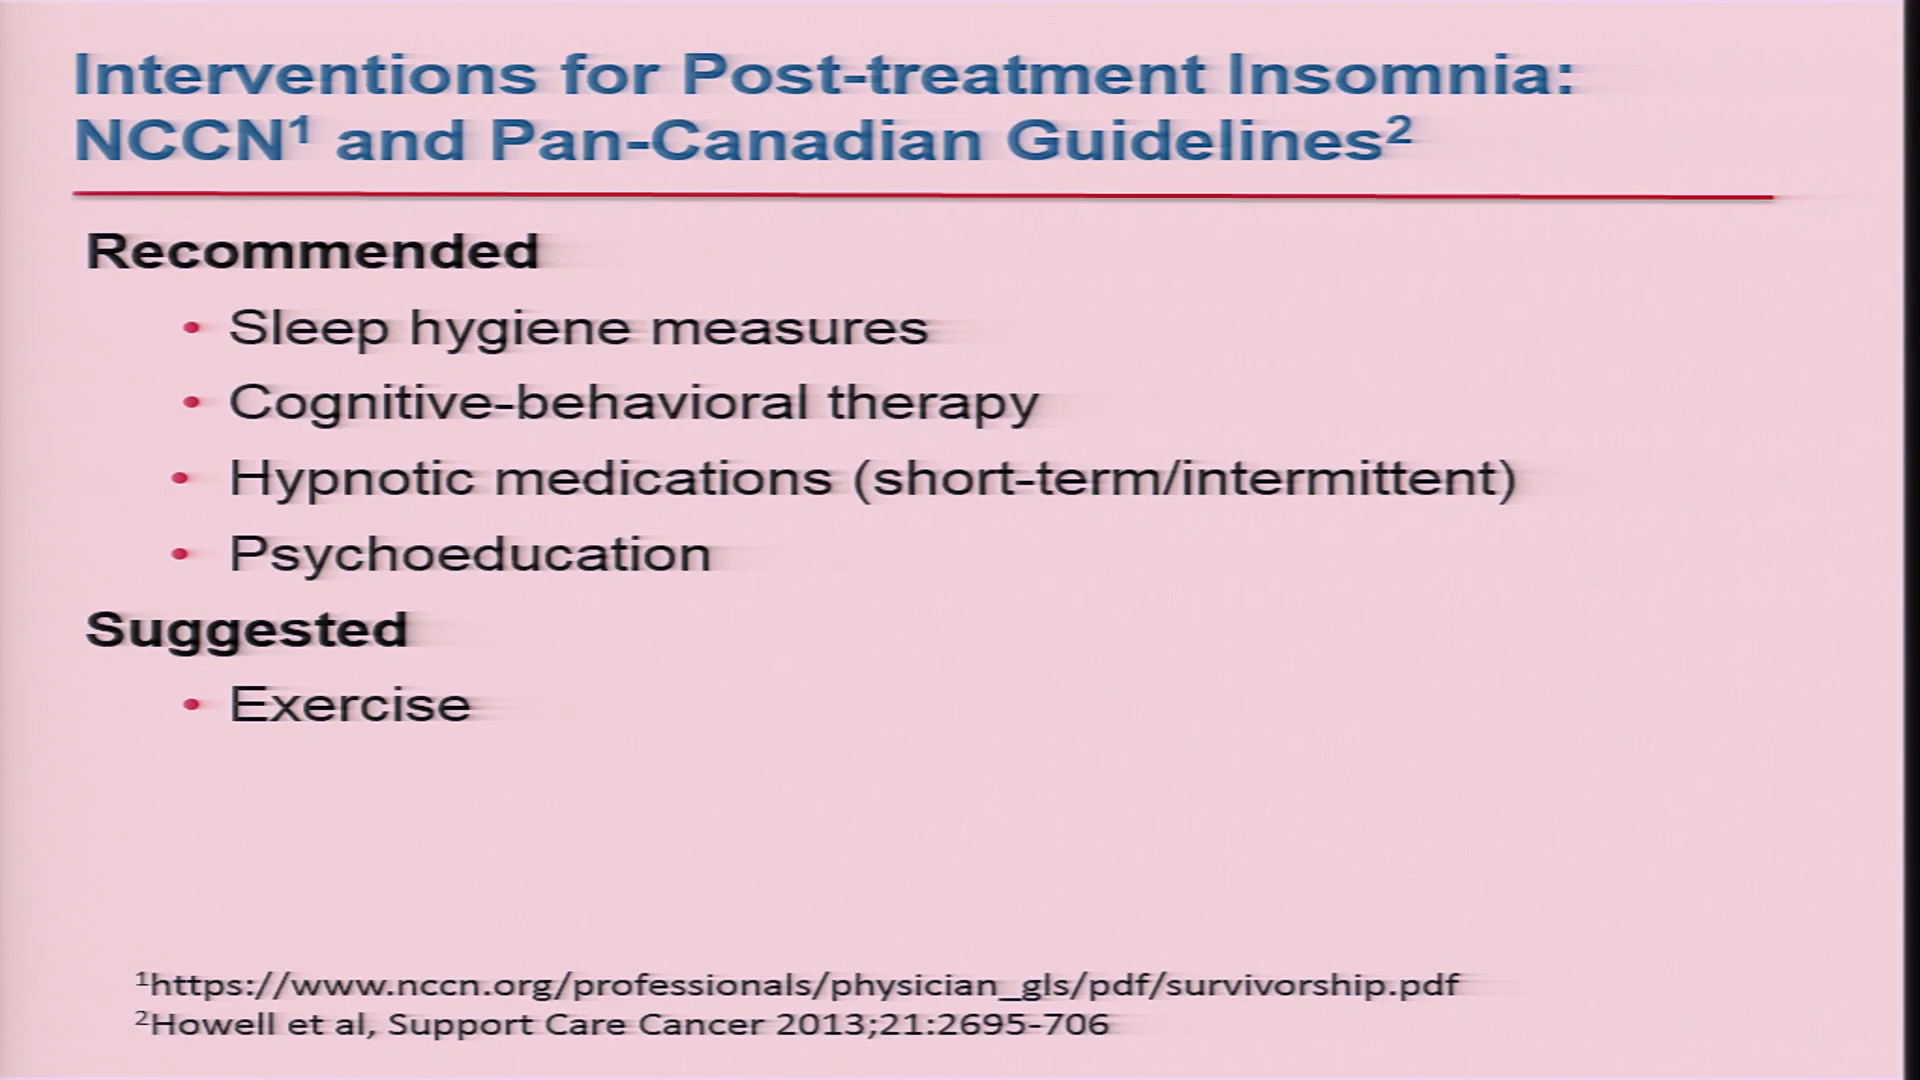 Interventions for Post-treatment Insomnia:
NCCN¹ and Pan-Canadian Guidelines²
Recommended
• Sleep hygiene measures
• Cognitive-behavioral therapy
• Hypnotic medications (short-term/intermittent)
• Psychoeducation
Suggested
• Exercise
¹https://www.nccn.org/professionals/physician_gls/pdf/survivorship.pdf
²Howell et al, Support Care Cancer 2013;21:2695-706